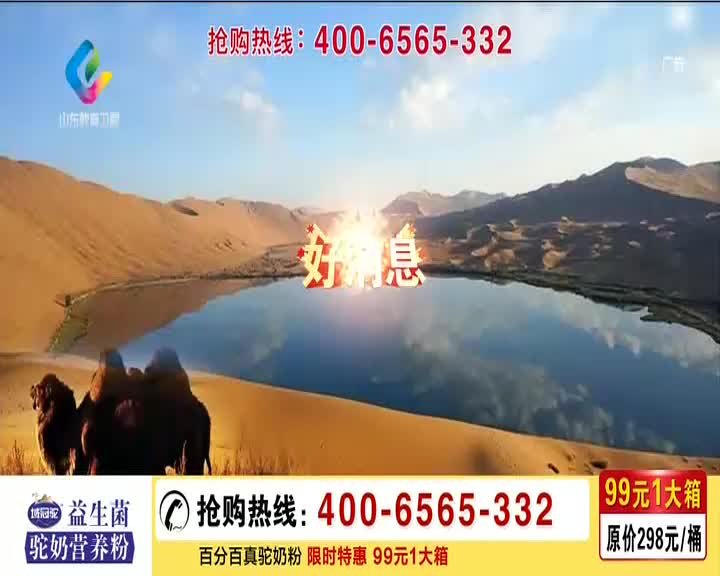 抢购热线：400-6565-332
广告
山东教育卫视
好消息
域冠驼
益生菌
驼奶营养粉
抢购热线：400-6565-332
百分百真驼奶粉 限时特惠 99元1大箱
99元1大箱
原价298元/桶